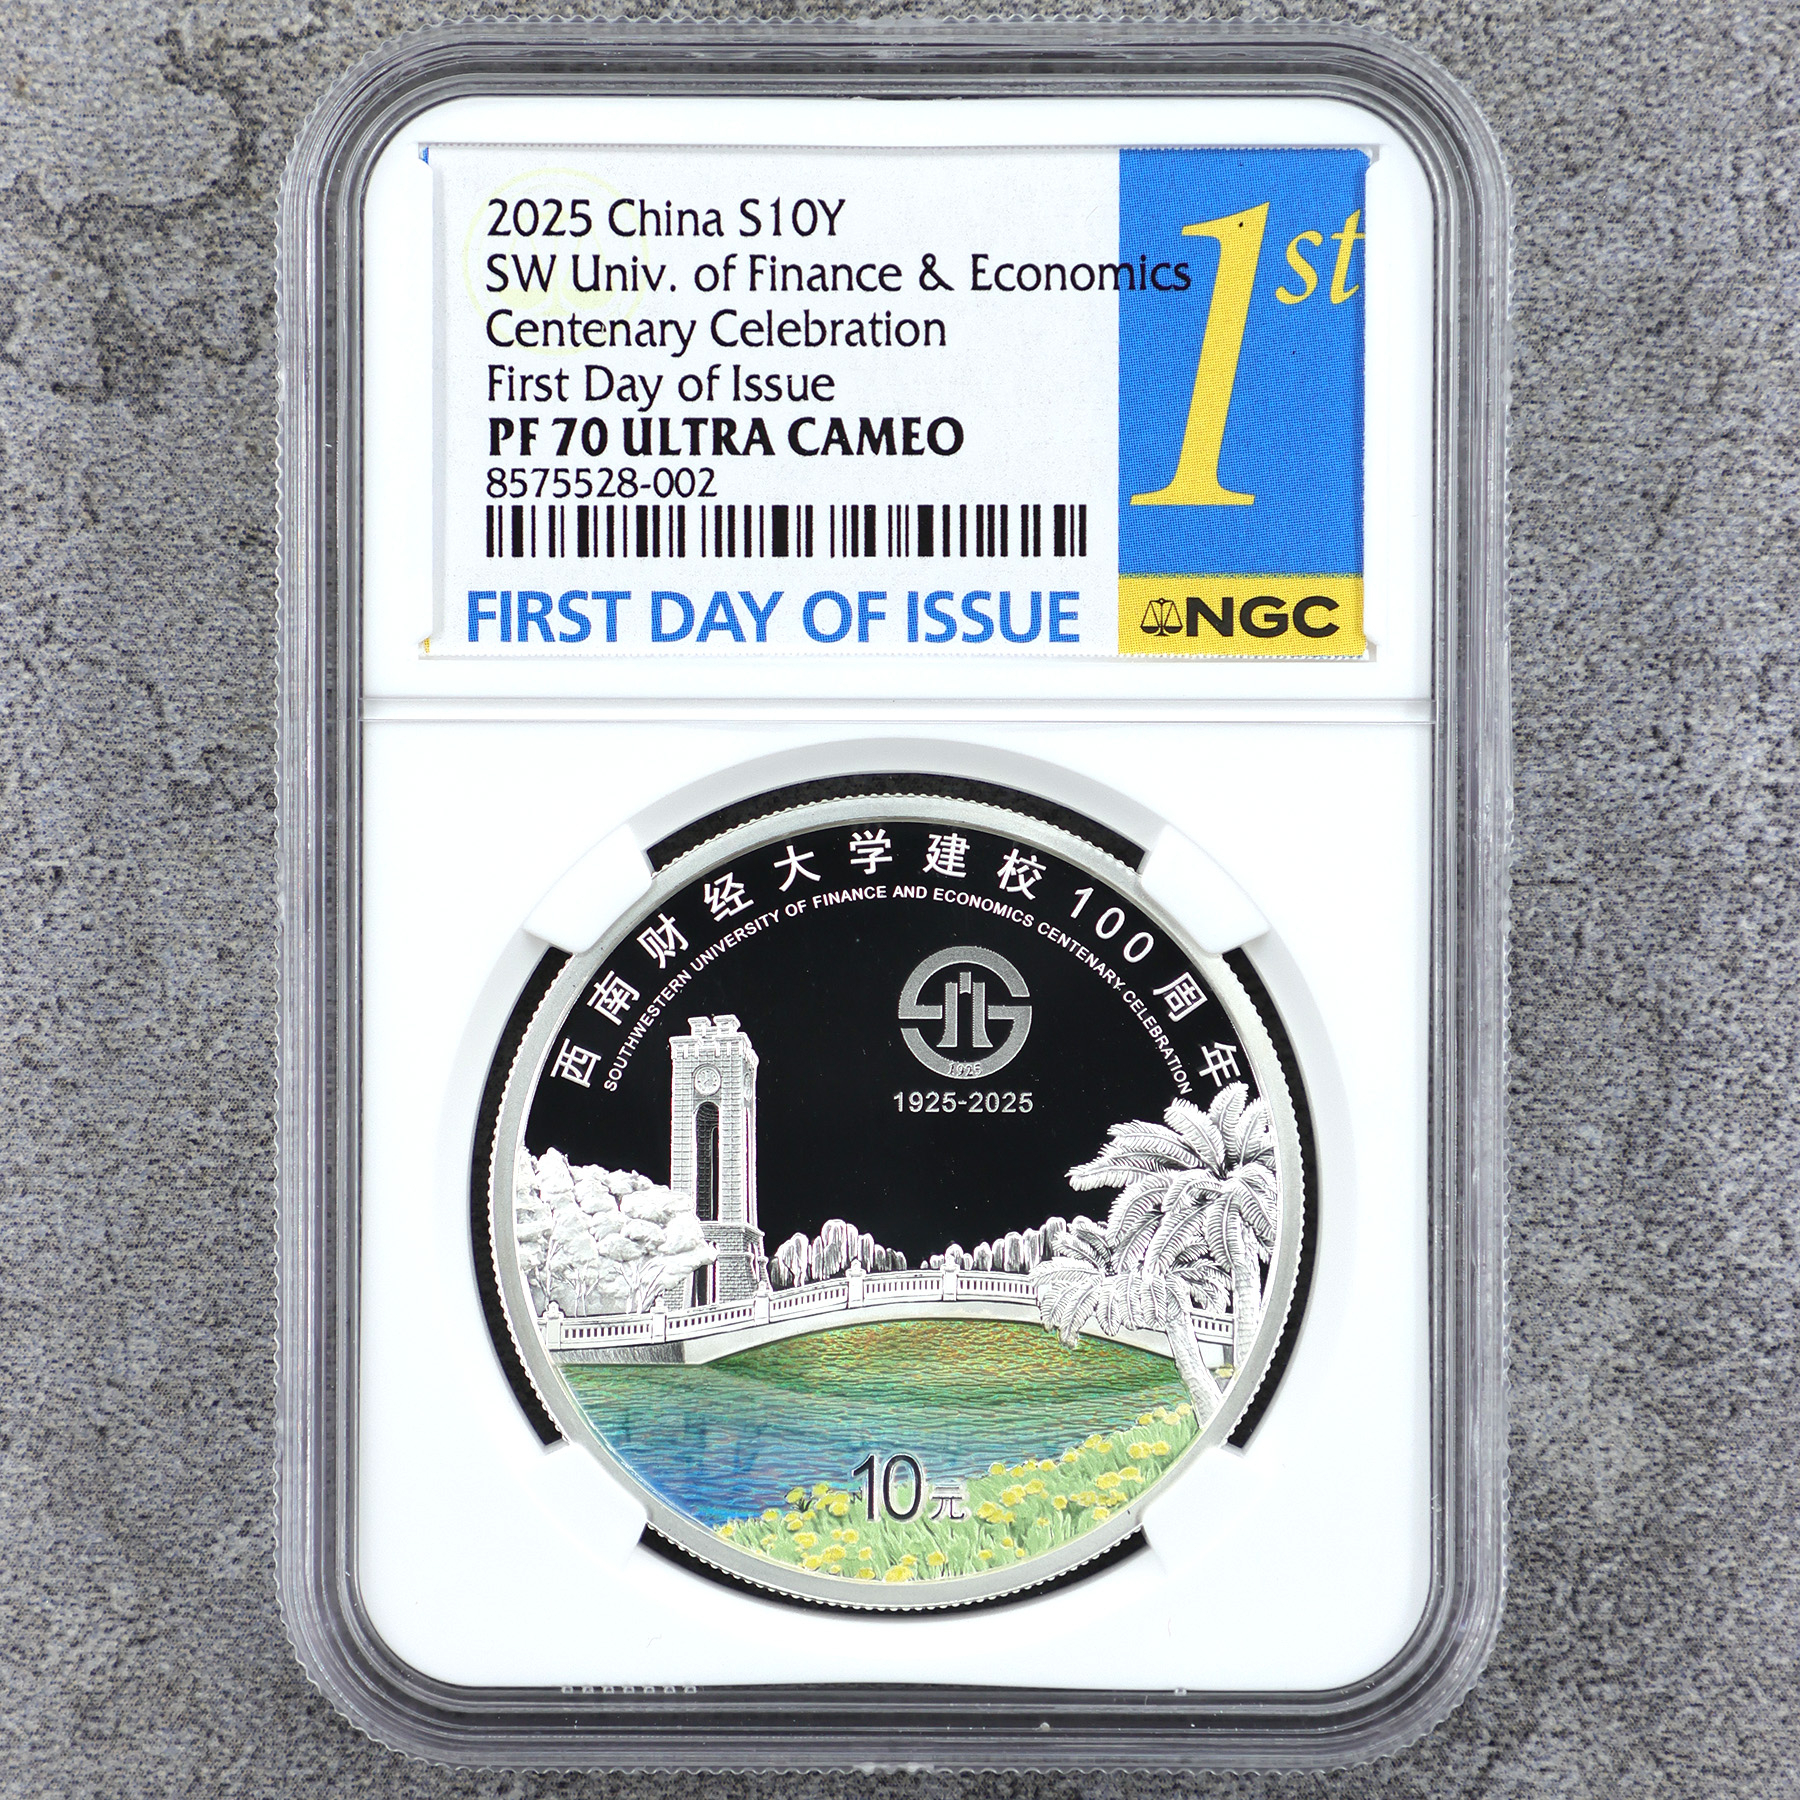 2025 China S10Y
SW Univ. of Finance & Economics
Centenary Celebration
First Day of Issue
PF 70 ULTRA CAMEO
8575528-002
FIRST DAY OF ISSUE
1st
NGC
西南财经大学建校100周年
SOUTHWESTERN UNIVERSITY OF FINANCE AND ECONOMICS CENTENARY CELEBRATION
1925
1925-2025
10元